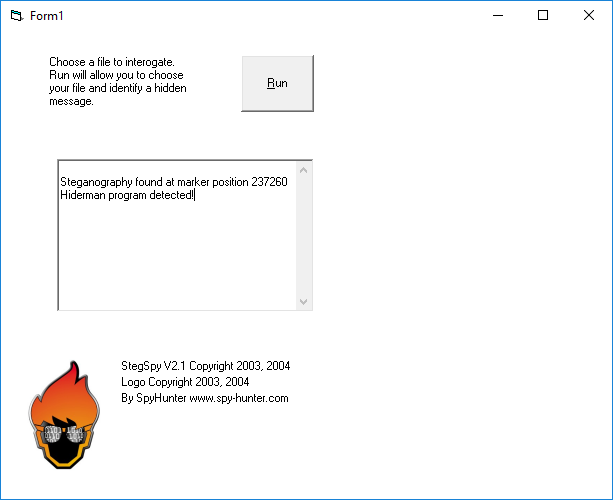 Form1
Choose a file to interogate.
Run will allow you to choose
your file and identify a hidden
message.
Run
Steganography found at marker position 237260
Hiderman program detected!
StegSpy V2.1 Copyright 2003, 2004
Logo Copyright 2003, 2004
By SpyHunter www.spy-hunter.com